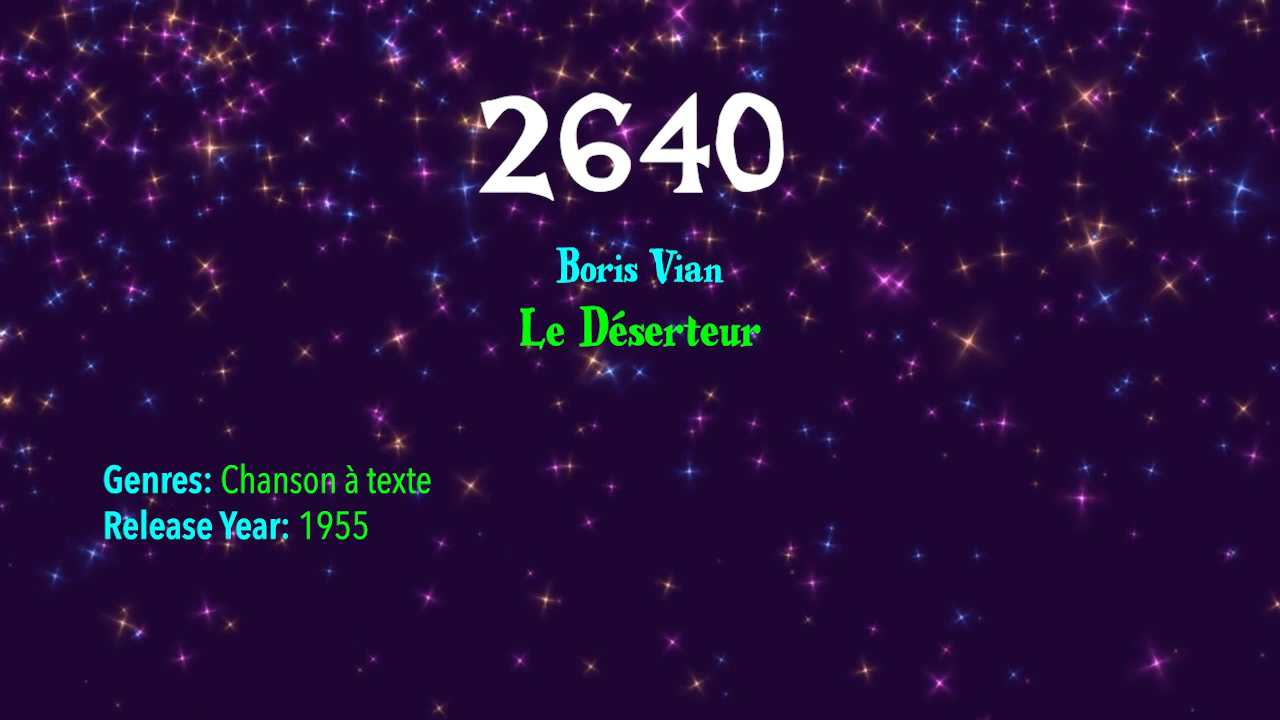 2640
Boris Vian
Le Déserteur
Genres: Chanson à texte
Release Year: 1955